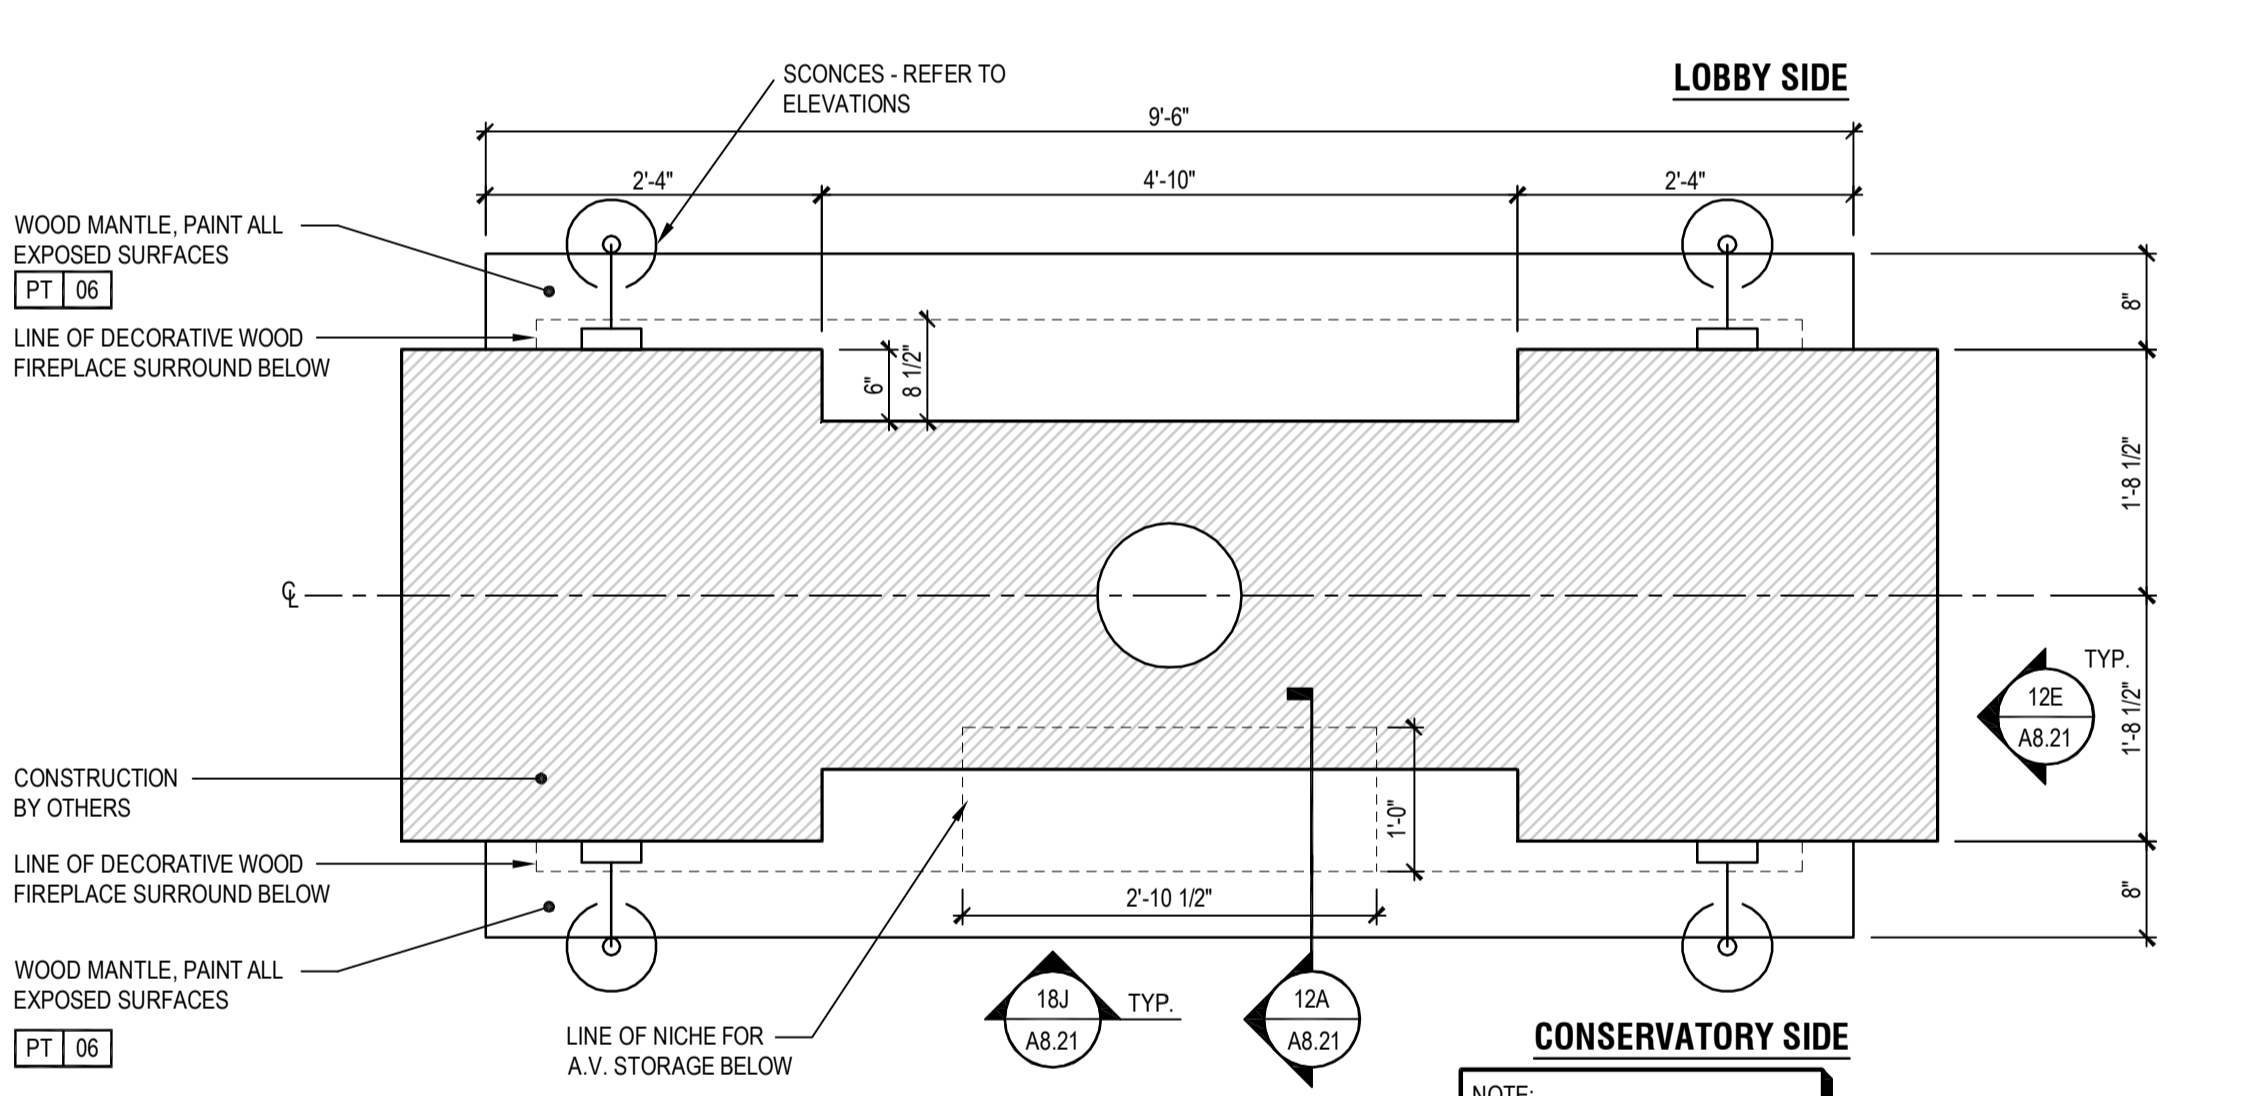 SCONCES - REFER TO
ELEVATIONS
LOBBY SIDE
9'-6"
2'-4"
4'-10"
2'-4"
WOOD MANTLE, PAINT ALL
EXPOSED SURFACES
PT 06
LINE OF DECORATIVE WOOD
FIREPLACE SURROUND BELOW
6"
8 1/2"
8"
1'-8 1/2"
CL
TYP.
12E
A8.21
1'-8 1/2"
CONSTRUCTION
BY OTHERS
1'-0"
LINE OF DECORATIVE WOOD
FIREPLACE SURROUND BELOW
2'-10 1/2"
8"
WOOD MANTLE, PAINT ALL
EXPOSED SURFACES
PT 06
LINE OF NICHE FOR
A.V. STORAGE BELOW
18J
A8.21
TYP.
12A
A8.21
CONSERVATORY SIDE
NOTE: